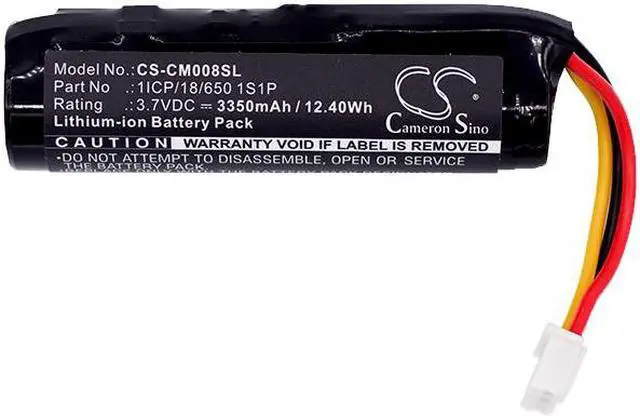 Model No.: CS-CM008SL
Part No :1ICP/18/650 1S1P
Rating :3.7VDC ⎓ 3350mAh / 12.40Wh
Lithium-ion Battery Pack
CS
Cameron Sino
CAUTION WARRANTY VOID IF LABEL IS REMOVED
-DO NOT ATTEMPT TO DISASSEMBLE, OPEN OR SERVICE
THE BATTERY PACK